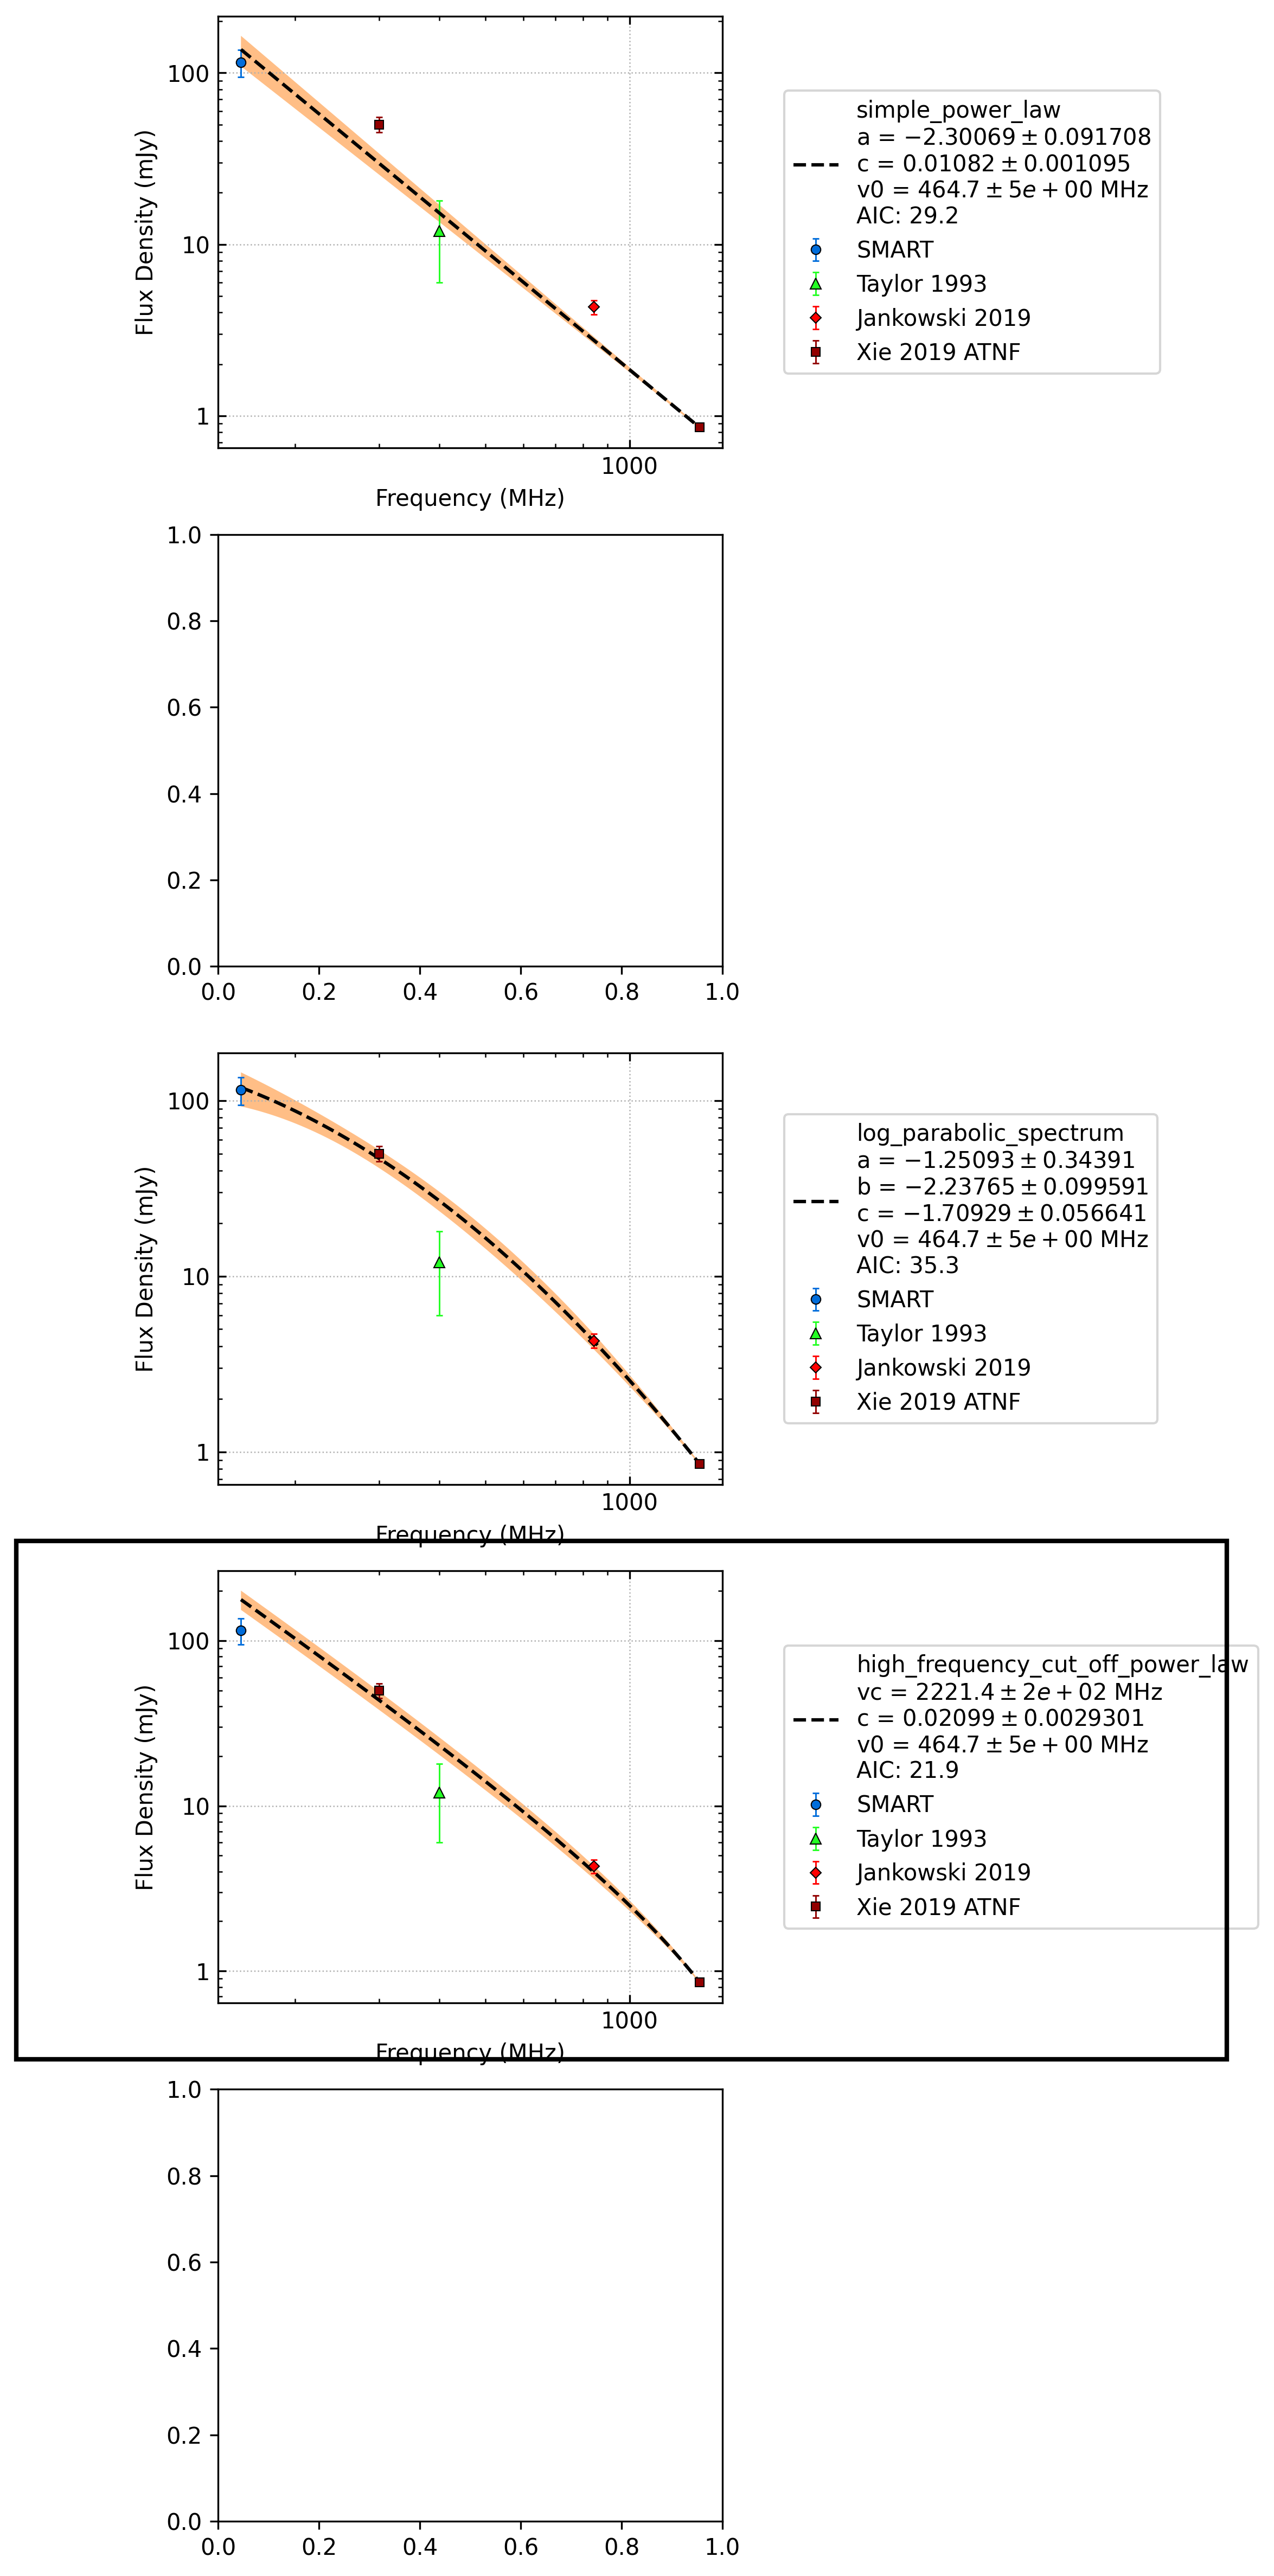 100
10
1
Flux Density (mJy)
1000
Frequency (MHz)
simple_power_law
a = −2.30069 ± 0.091708
c = 0.01082 ± 0.001095
v0 = 464.7 ± 5e + 00 MHz
AIC: 29.2
SMART
Taylor 1993
Jankowski 2019
Xie 2019 ATNF
1.0
0.8
0.6
0.4
0.2
0.0
0.0 0.2 0.4 0.6 0.8 1.0
100
10
1
Flux Density (mJy)
1000
Frequency (MHz)
log_parabolic_spectrum
a = −1.25093 ± 0.34391
b = −2.23765 ± 0.099591
c = −1.70929 ± 0.056641
v0 = 464.7 ± 5e + 00 MHz
AIC: 35.3
SMART
Taylor 1993
Jankowski 2019
Xie 2019 ATNF
100
10
1
Flux Density (mJy)
1000
Frequency (MHz)
high_frequency_cut_off_power_law
vc = 2221.4 ± 2e + 02 MHz
c = 0.02099 ± 0.0029301
v0 = 464.7 ± 5e + 00 MHz
AIC: 21.9
SMART
Taylor 1993
Jankowski 2019
Xie 2019 ATNF
1.0
0.8
0.6
0.4
0.2
0.0
0.0 0.2 0.4 0.6 0.8 1.0